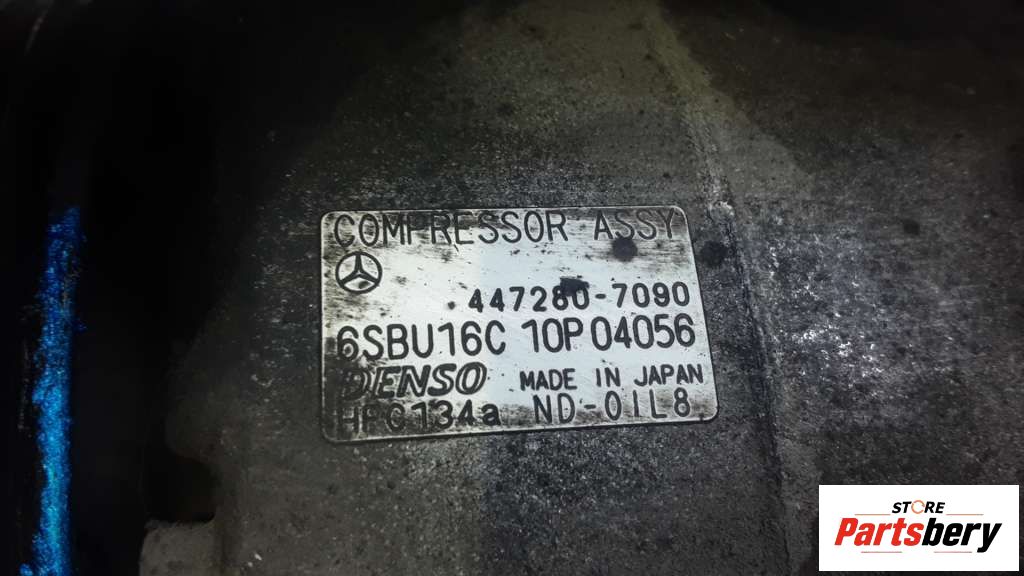 COMPRESSOR ASSY
447280-7090
6SBU16C 10P04056
DENSO MADE IN JAPAN
HFC134a ND-OIL8
STORE
Partsbery